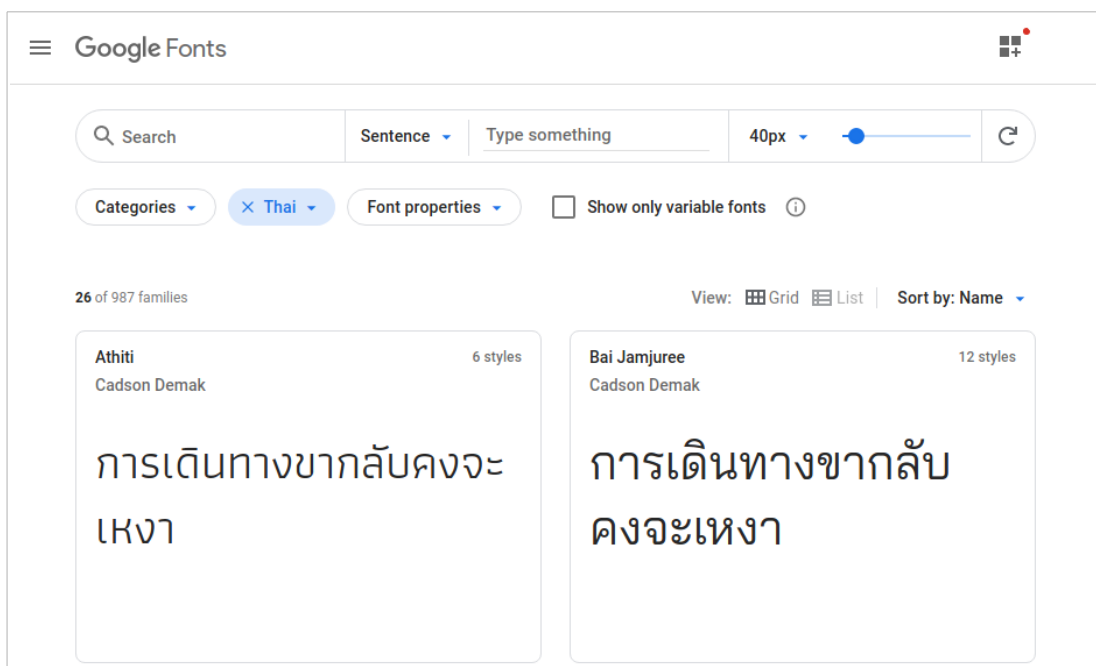 Google Fonts
Search
Sentence
Type something
40px
Categories
Thai
Font properties
Show only variable fonts
26 of 987 families
View: Grid List Sort by: Name
Athiti 6 styles
Cadson Demak
การเดินทางขากลับคงจะ
เหงา
Bai Jamjuree 12 styles
Cadson Demak
การเดินทางขากลับ
คงจะเหงา